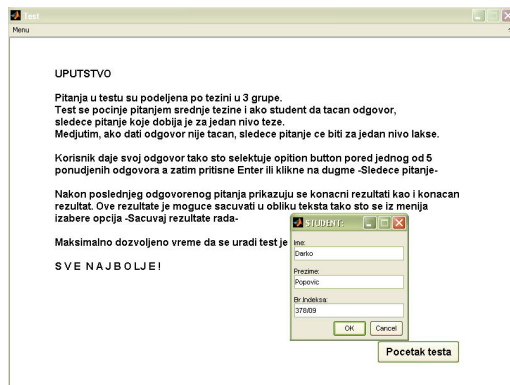 Test
Menu
UPUTSTVO
Pitanja u testu su podeljena po tezini u 3 grupe.
Test se pocinje pitanjem srednje tezine i ako student da tacan odgovor,
sledece pitanje koje dobija je za jedan nivo teze.
Medjutim, ako dati odgovor nije tacan, sledece pitanje ce biti za jedan nivo lakse.
Korisnik daje svoj odgovor tako sto selektuje opition button pored jednog od 5
ponudjenih odgovora a zatim pritisne Enter ili klikne na dugme -Sledece pitanje-
Nakon poslednjeg odgovorenog pitanja prikazuju se konacni rezultati kao i konacan
rezultat. Ove rezultate je moguce sacuvati u obliku teksta tako sto se iz menija
izabere opcija -Sacuvaj rezultate rada-
Maksimalno dozvoljeno vreme da se uradi test je
S V E N A J B O L J E !
STUDENT:
Ime:
Darko
Prezime:
Popovic
Br.Indeksa:
378/09
OK Cancel
Pocetak testa